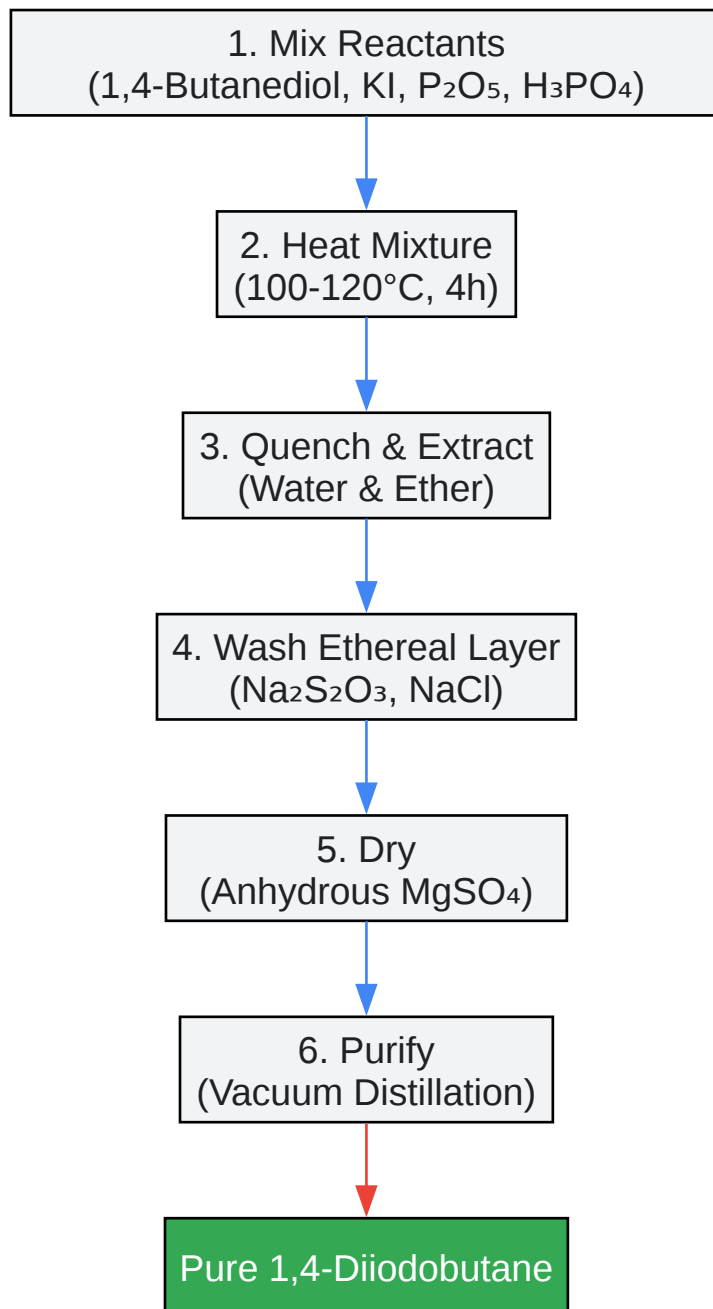 1. Mix Reactants
(1,4-Butanediol, KI, P₂O₅, H₃PO₄)
2. Heat Mixture
(100-120°C, 4h)
3. Quench & Extract
(Water & Ether)
4. Wash Ethereal Layer
(Na₂S₂O₃, NaCl)
5. Dry
(Anhydrous MgSO₄)
6. Purify
(Vacuum Distillation)
Pure 1,4-Diiodobutane